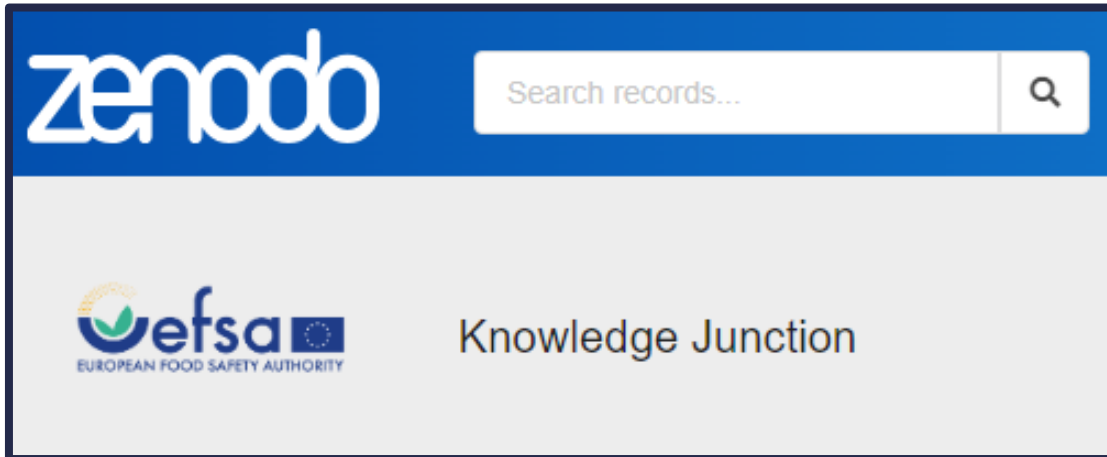 zenodo
Search records...
efsa
EUROPEAN FOOD SAFETY AUTHORITY
Knowledge Junction